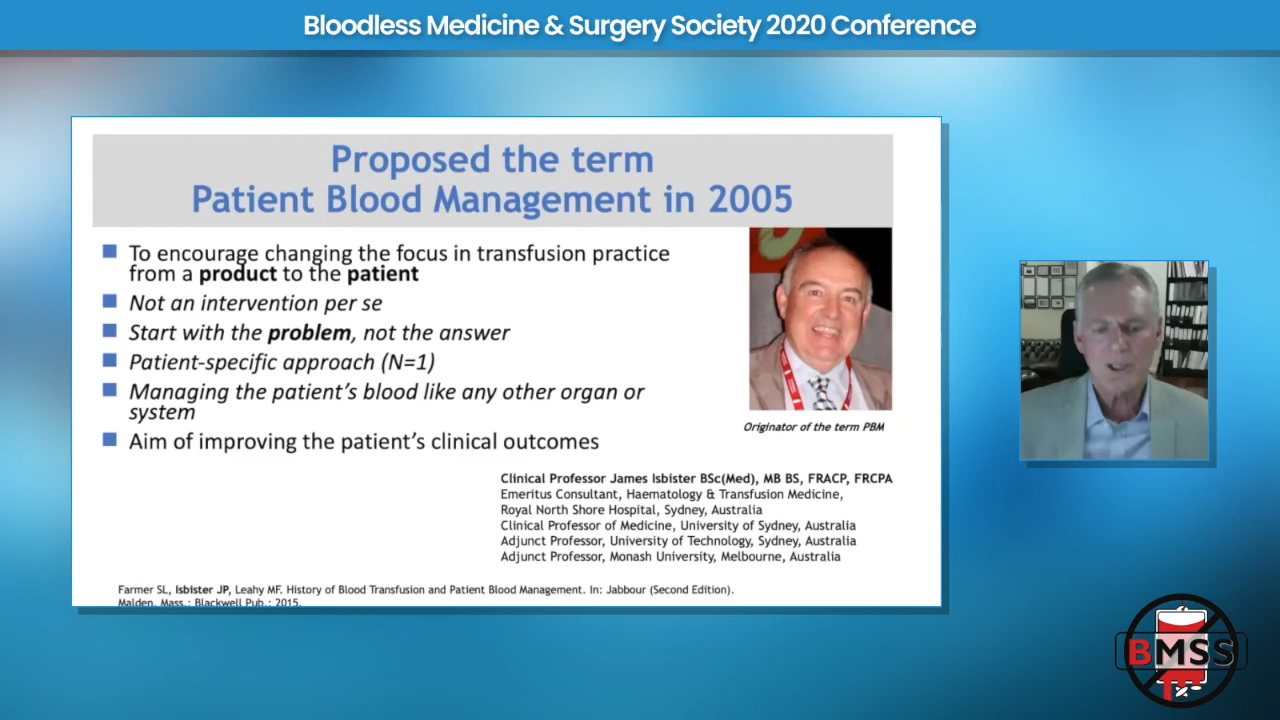 Bloodless Medicine & Surgery Society 2020 Conference
Proposed the term
Patient Blood Management in 2005
To encourage changing the focus in transfusion practice
from a product to the patient
Not an intervention per se
Start with the problem, not the answer
Patient-specific approach (N=1)
Managing the patient's blood like any other organ or
system
Aim of improving the patient's clinical outcomes
Originator of the term PBM
Clinical Professor James Isbister BSc(Med), MB BS, FRACP, FRCPA
Emeritus Consultant, Haematology & Transfusion Medicine,
Royal North Shore Hospital, Sydney, Australia
Clinical Professor of Medicine, University of Sydney, Australia
Adjunct Professor, University of Technology, Sydney, Australia
Adjunct Professor, Monash University, Melbourne, Australia
Farmer SL, Isbister JP, Leahy MF. History of Blood Transfusion and Patient Blood Management. In: Jabbour (Second Edition).
Malden, Mass.: Blackwell Pub.; 2015.
BMSS